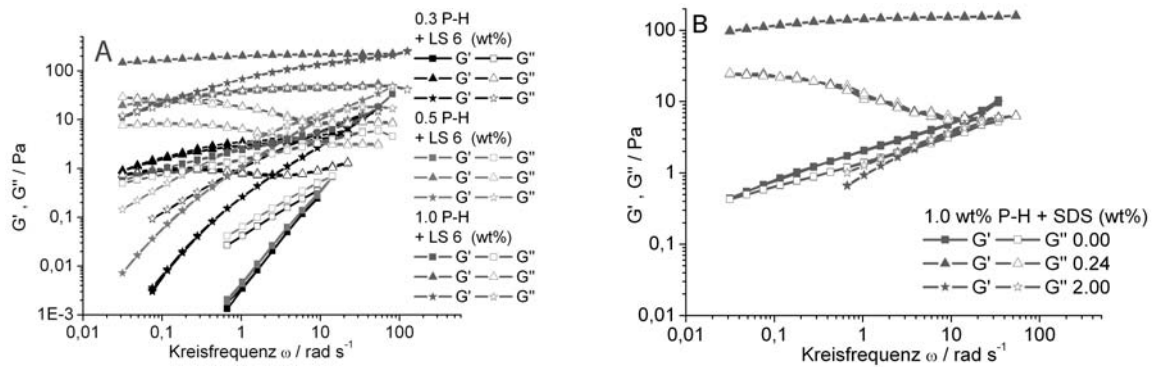 A
G', G'' / Pa
100
10
1
0,1
0,01
1E-3
0,01 0,1 1 10 100
Kreisfrequenz ω / rad s⁻¹
0.3 P-H
+ LS 6 (wt%)
G' G''
G' G''
G' G''
0.5 P-H
+ LS 6 (wt%)
G' G''
G' G''
G' G''
1.0 P-H
+ LS 6 (wt%)
G' G''
G' G''
G' G''
B
G', G'' / Pa
100
10
1
0,1
0,01
0,01 0,1 1 10 100
Kreisfrequenz ω / rad s⁻¹
1.0 wt% P-H + SDS (wt%)
G' G'' 0.00
G' G'' 0.24
G' G'' 2.00